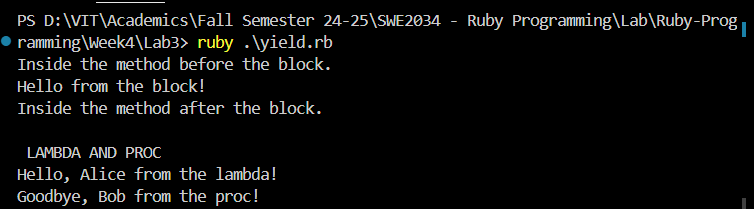 PS D:\VIT\Academics\Fall Semester 24-25\SWE2034 - Ruby Programming\Lab\Ruby-Prog
ramming\Week4\Lab3> ruby .\yield.rb
Inside the method before the block.
Hello from the block!
Inside the method after the block.
LAMBDA AND PROC
Hello, Alice from the lambda!
Goodbye, Bob from the proc!